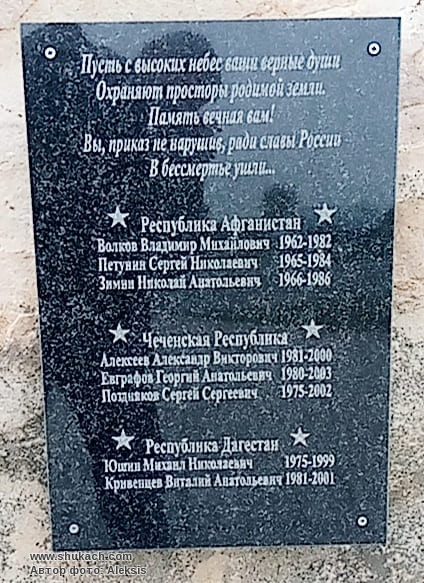 Пусть с высоких небес ваши верные души
Охраняют просторы родимой земли.
Память вечная вам!
Вы, приказ не нарушив, ради славы России
В бессмертье ушли...
Республика Афганистан
Волков Владимир Михайлович 1962-1982
Петунин Сергей Николаевич 1965-1984
Зимин Николай Анатольевич 1966-1986
Чеченская Республика
Алексеев Александр Викторович 1981-2000
Евграфов Георгий Анатольевич 1980-2003
Поздняков Сергей Сергеевич 1975-2002
Республика Дагестан
Юшин Михаил Николаевич 1975-1999
Кривенцев Виталий Анатольевич 1981-2001
www.shukach.com
Автор фото: Aleksis